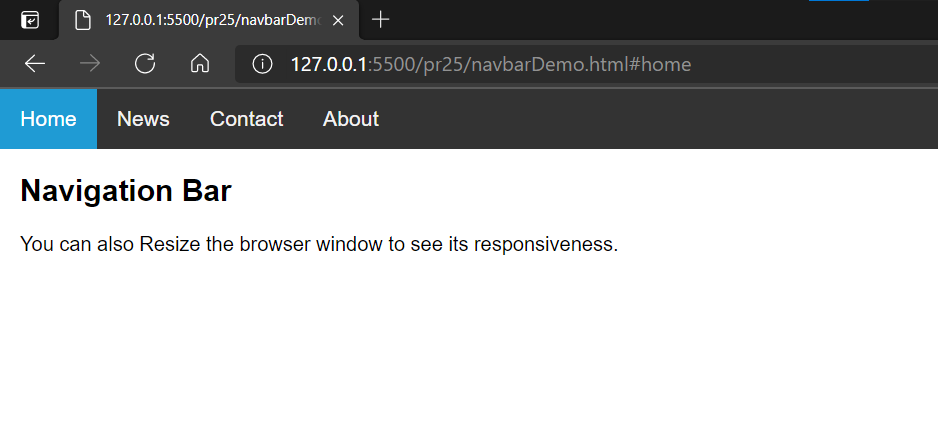 127.0.0.1:5500/pr25/navbarDemo
127.0.0.1:5500/pr25/navbarDemo.html#home
Home News Contact About
Navigation Bar
You can also Resize the browser window to see its responsiveness.